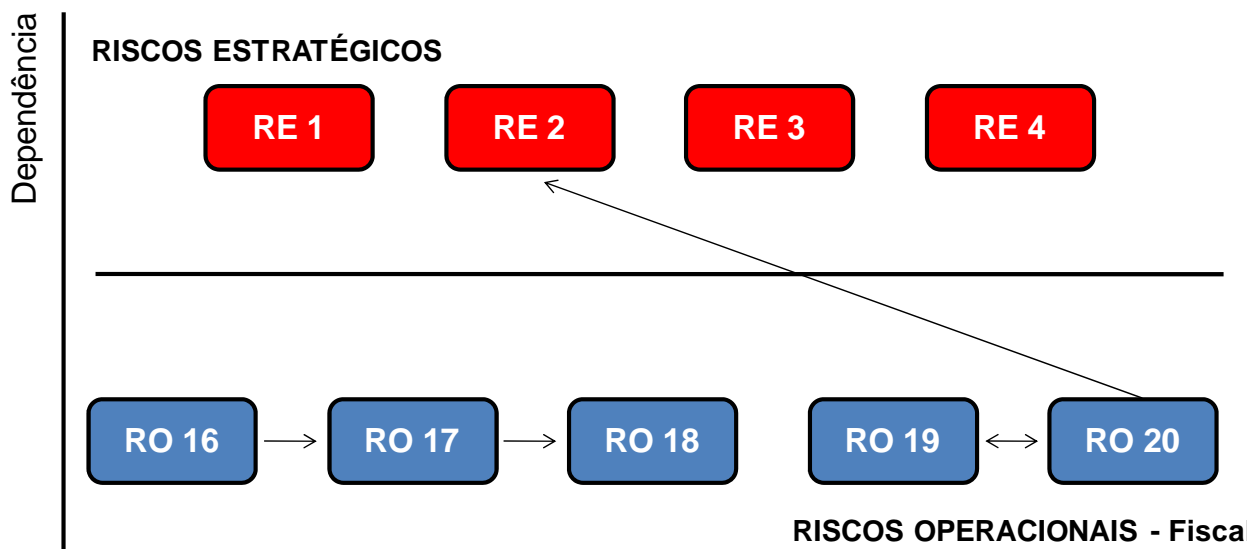 Dependência
RISCOS ESTRATÉGICOS
RE 1
RE 2
RE 3
RE 4
RO 16
RO 17
RO 18
RO 19
RO 20
RISCOS OPERACIONAIS - Fiscal